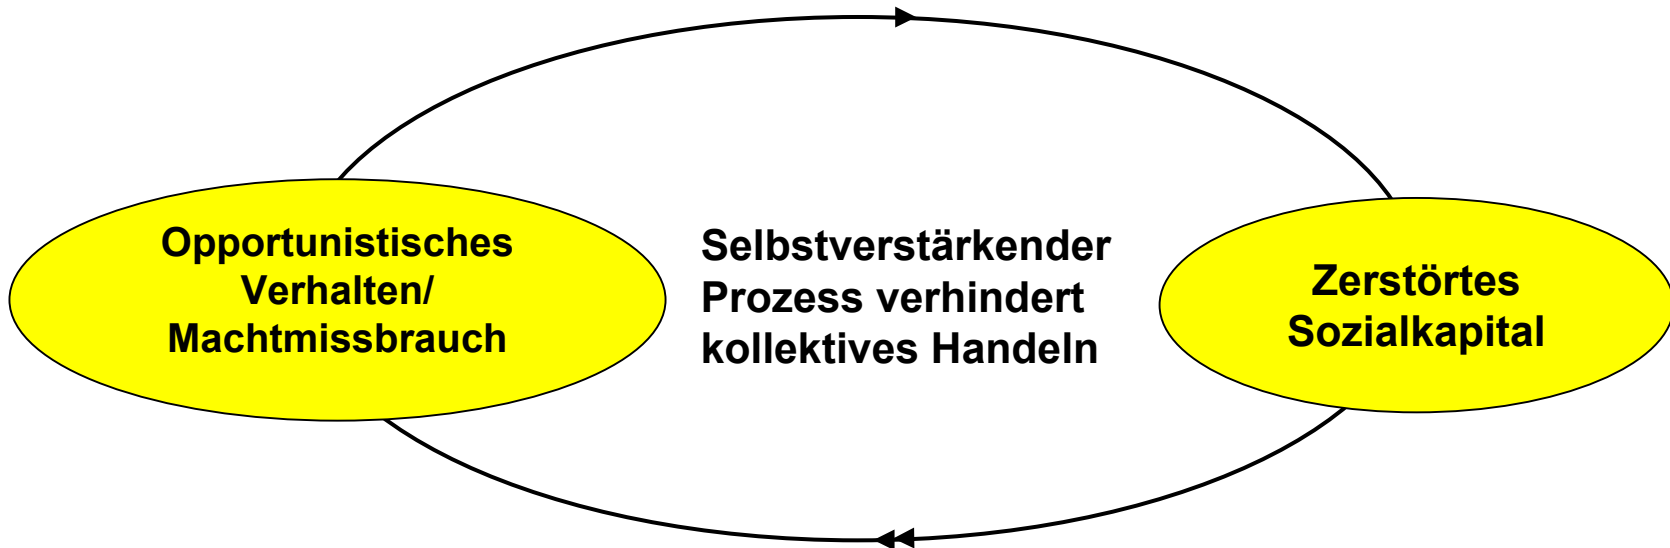 Opportunistisches
Verhalten/
Machtmissbrauch
Selbstverstärkender
Prozess verhindert
kollektives Handeln
Zerstörtes
Sozialkapital